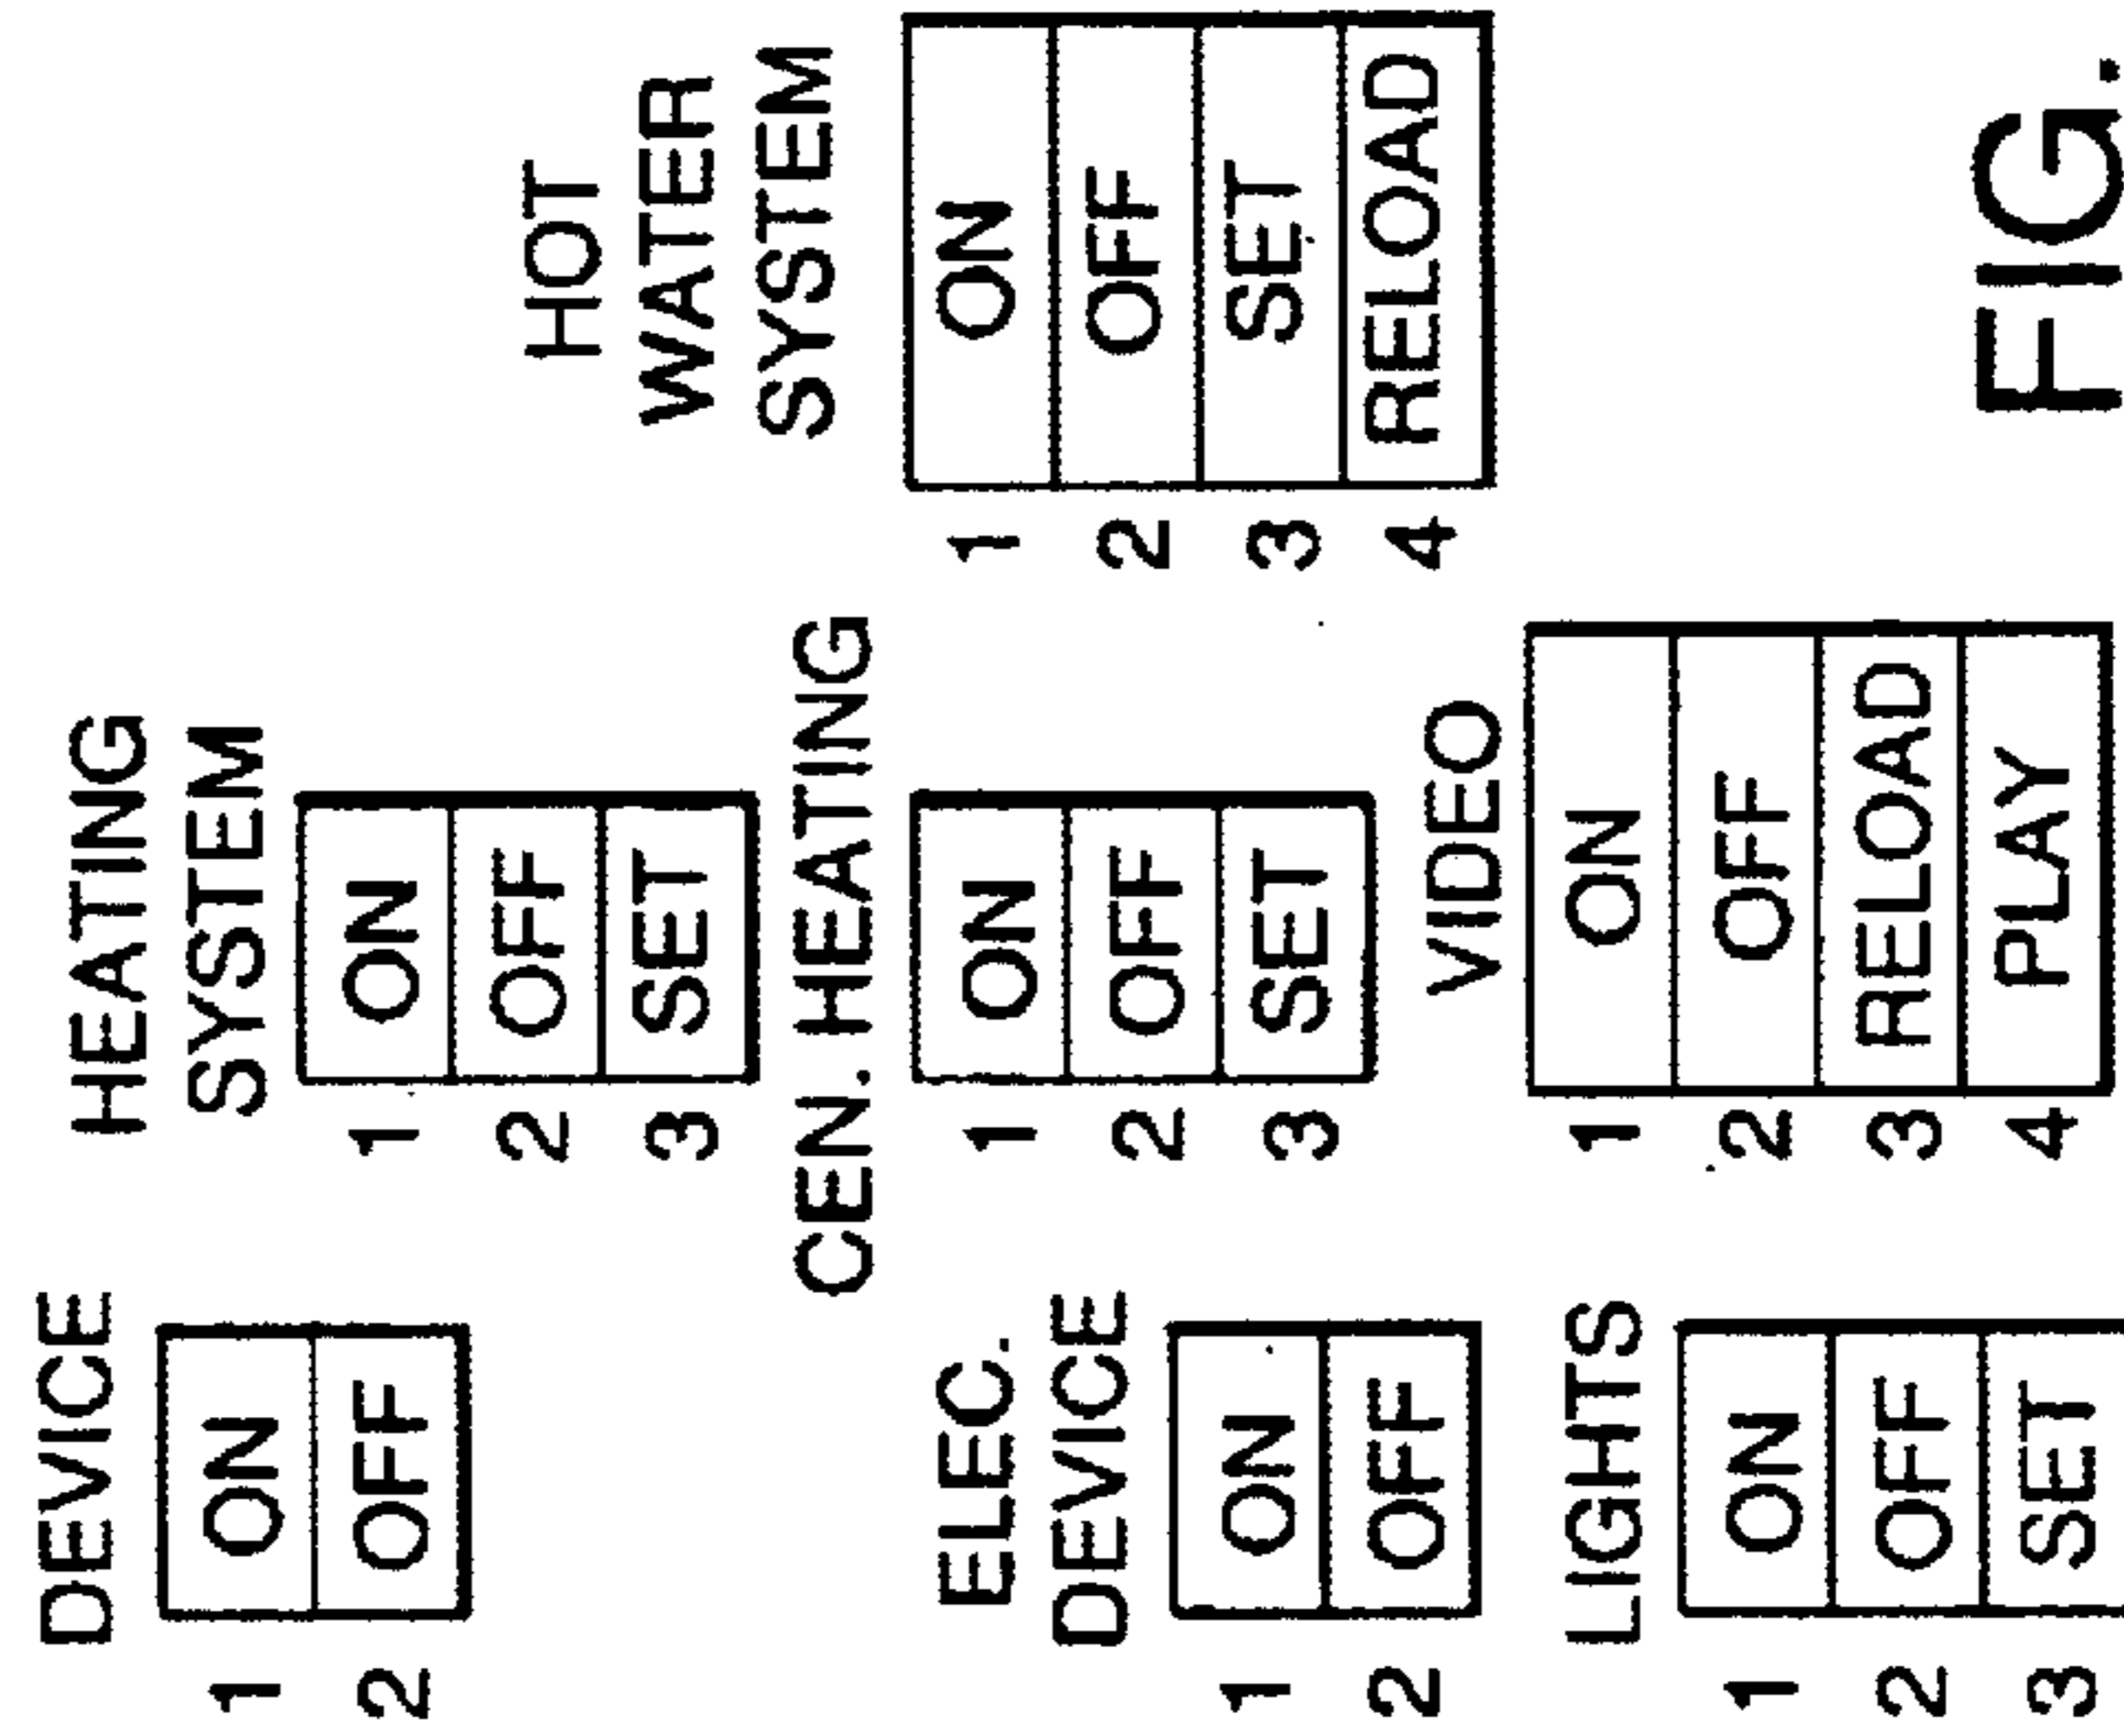 DEVICE
1 ON
2 OFF
HEATING
SYSTEM
1 ON
2 OFF
3 SET
HOT
WATER
SYSTEM
1 ON
2 OFF
3 SET
4 RELOAD
CEN. HEATING
1 ON
2 OFF
3 SET
ELEC.
DEVICE
1 ON
2 OFF
VIDEO
1 ON
2 OFF
3 RELOAD
4 PLAY
LIGHTS
1 ON
2 OFF
3 SET
FIG.